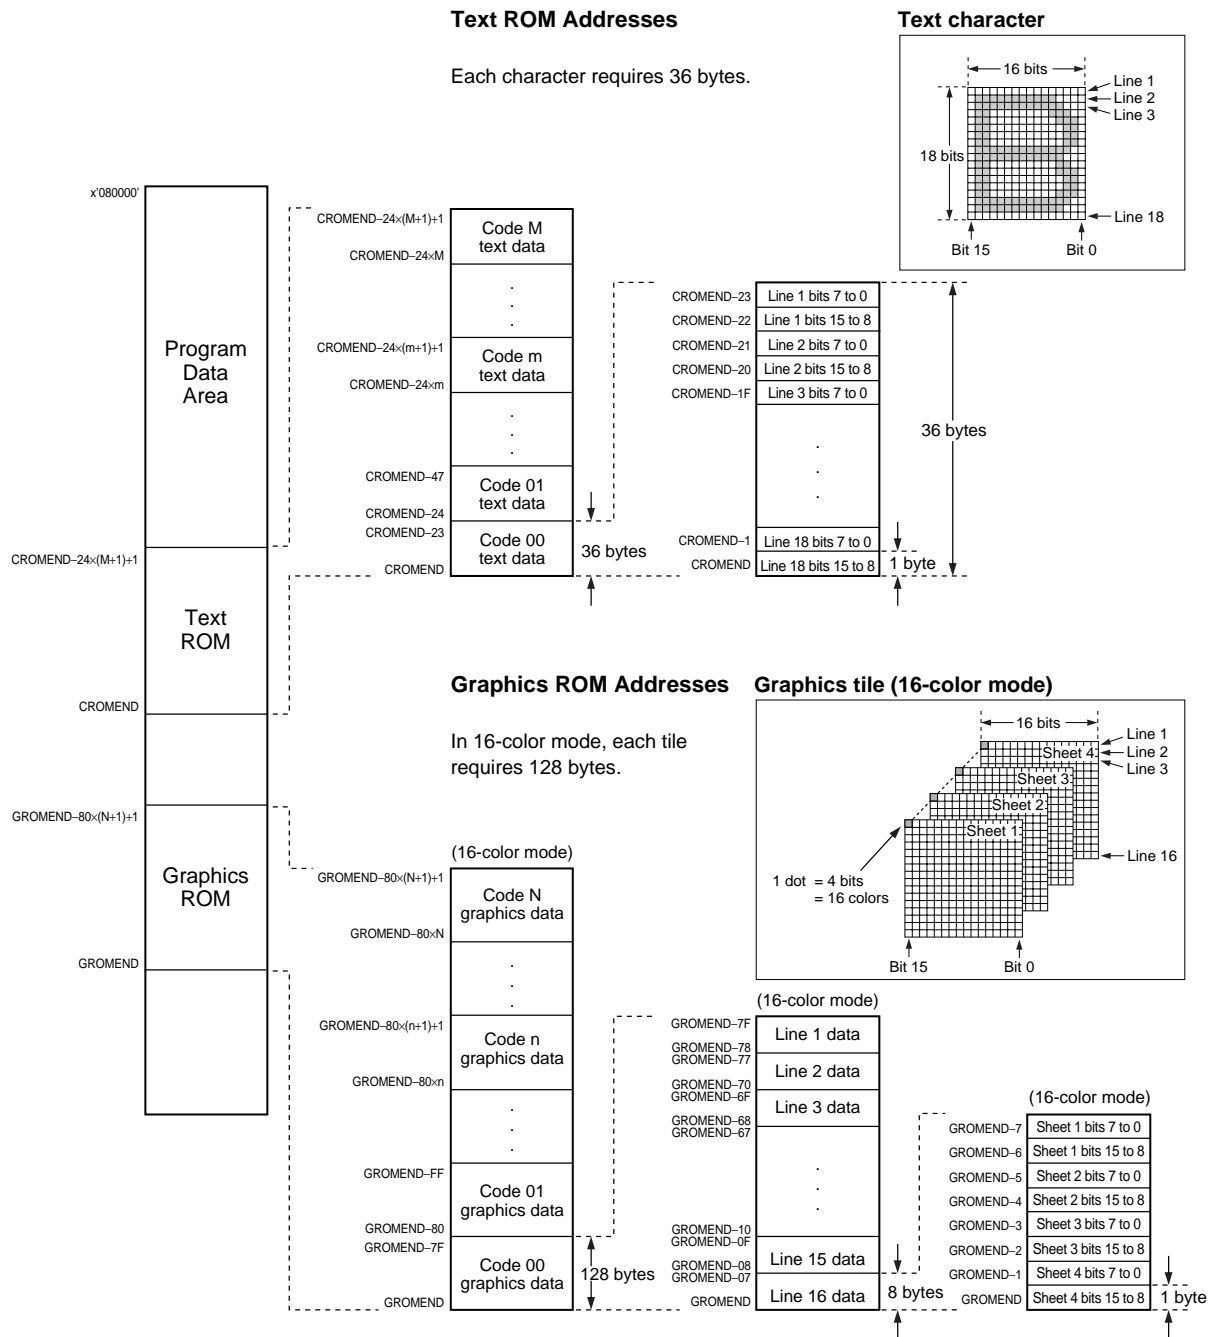 Text ROM Addresses
Each character requires 36 bytes.
Text character
16 bits
Line 1
Line 2
Line 3
18 bits
Line 18
Bit 15
Bit 0
x'080000'
Program
Data
Area
CROMEND–24×(M+1)+1
Text
ROM
CROMEND
GROMEND–80×(N+1)+1
Graphics
ROM
GROMEND
CROMEND–24×(M+1)+1
Code M
text data
CROMEND–24×M
.
.
.
CROMEND–24×(m+1)+1
Code m
text data
CROMEND–24×m
.
.
.
CROMEND–47
Code 01
text data
CROMEND–24
CROMEND–23
Code 00
text data
CROMEND
36 bytes
CROMEND–23
Line 1 bits 7 to 0
CROMEND–22
Line 1 bits 15 to 8
CROMEND–21
Line 2 bits 7 to 0
CROMEND–20
Line 2 bits 15 to 8
CROMEND–1F
Line 3 bits 7 to 0
.
.
.
CROMEND–1
Line 18 bits 7 to 0
CROMEND
Line 18 bits 15 to 8
36 bytes
1 byte
Graphics ROM Addresses
In 16-color mode, each tile
requires 128 bytes.
Graphics tile (16-color mode)
16 bits
Line 1
Line 2
Line 3
Sheet 4
Sheet 3
Sheet 2
Sheet 1
Line 16
1 dot = 4 bits
= 16 colors
Bit 15
Bit 0
(16-color mode)
GROMEND–80×(N+1)+1
Code N
graphics data
GROMEND–80×N
.
.
.
GROMEND–80×(n+1)+1
Code n
graphics data
GROMEND–80×n
.
.
.
GROMEND–FF
Code 01
graphics data
GROMEND–80
GROMEND–7F
Code 00
graphics data
GROMEND
128 bytes
(16-color mode)
GROMEND–7F
Line 1 data
GROMEND–78
GROMEND–77
Line 2 data
GROMEND–70
GROMEND–6F
Line 3 data
GROMEND–68
GROMEND–67
.
.
.
GROMEND–10
GROMEND–0F
Line 15 data
GROMEND–08
GROMEND–07
Line 16 data
GROMEND
8 bytes
(16-color mode)
GROMEND–7
Sheet 1 bits 7 to 0
GROMEND–6
Sheet 1 bits 15 to 8
GROMEND–5
Sheet 2 bits 7 to 0
GROMEND–4
Sheet 2 bits 15 to 8
GROMEND–3
Sheet 3 bits 7 to 0
GROMEND–2
Sheet 3 bits 15 to 8
GROMEND–1
Sheet 4 bits 7 to 0
GROMEND
Sheet 4 bits 15 to 8
1 byte